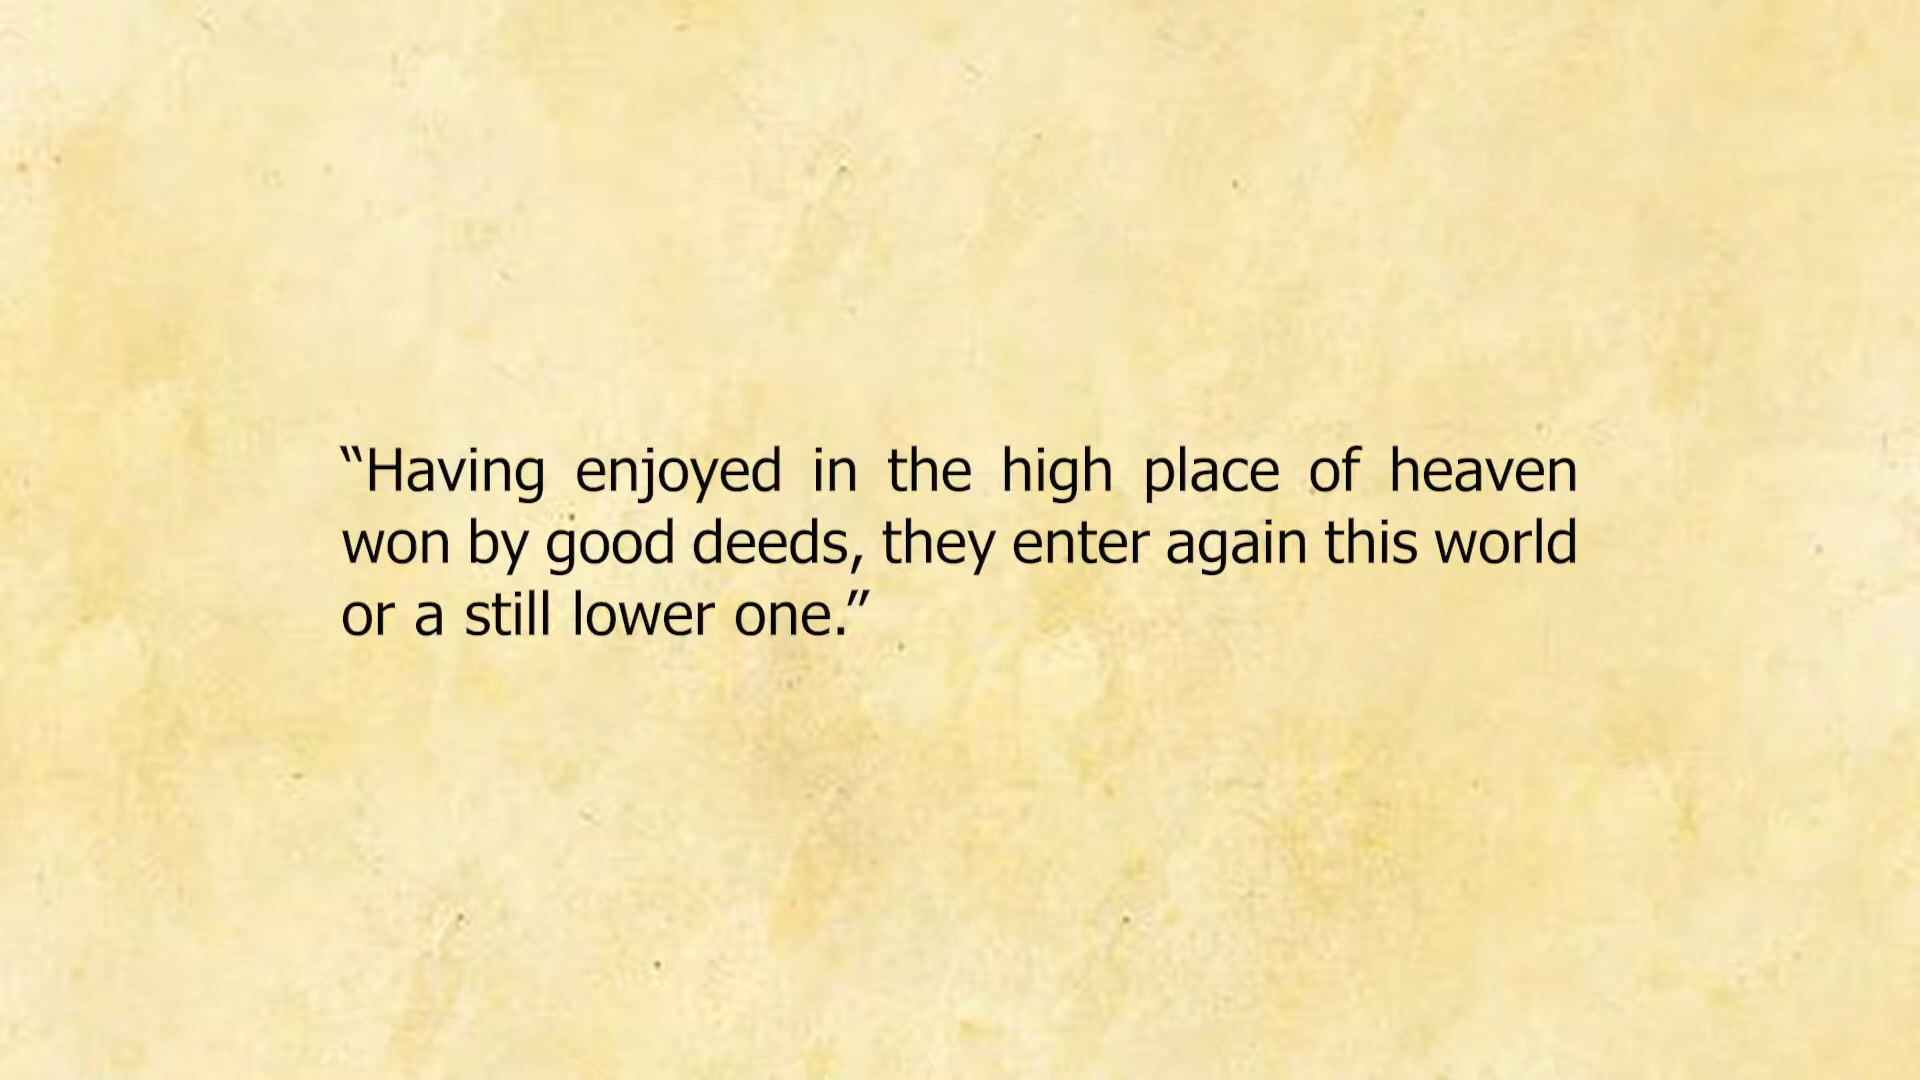 “Having enjoyed in the high place of heaven
won by good deeds, they enter again this world
or a still lower one.”